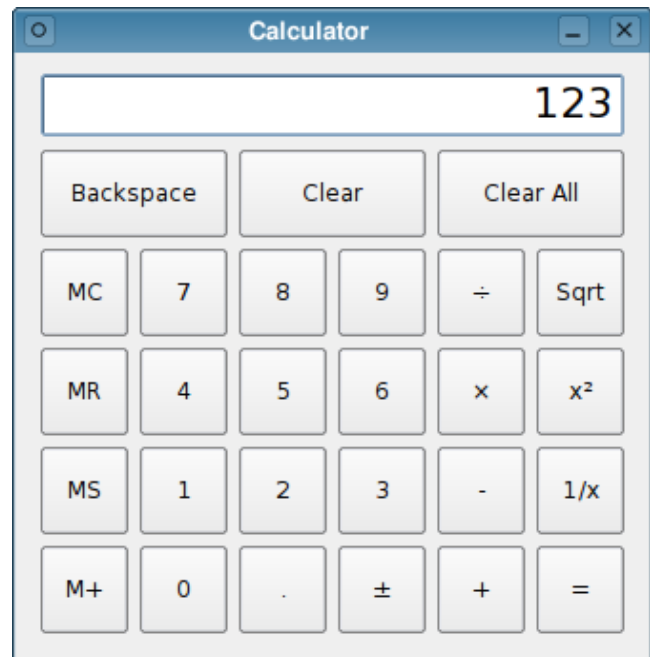 Calculator
123
Backspace Clear Clear All
MC 7 8 9 ÷ Sqrt
MR 4 5 6 × x²
MS 1 2 3 - 1/x
M+ 0 . ± + =